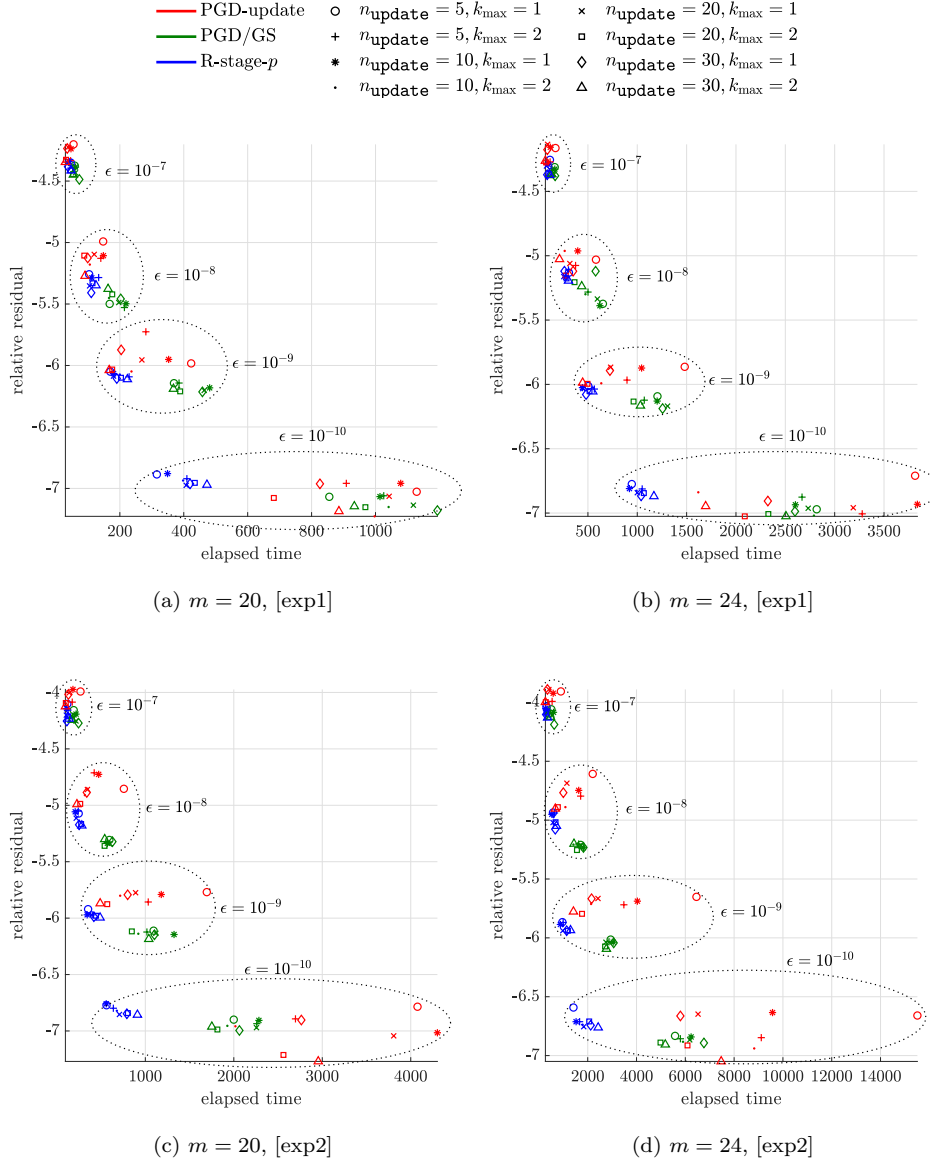 PGD-update
PGD/GS
R-stage-p
n_update = 5, k_max = 1
n_update = 5, k_max = 2
n_update = 10, k_max = 1
n_update = 10, k_max = 2
n_update = 20, k_max = 1
n_update = 20, k_max = 2
n_update = 30, k_max = 1
n_update = 30, k_max = 2
relative residual
-4.5
-5
-5.5
-6
-6.5
-7
ϵ = 10^-7
ϵ = 10^-8
ϵ = 10^-9
ϵ = 10^-10
200 400 600 800 1000
elapsed time
(a) m = 20, [exp1]
relative residual
-4.5
-5
-5.5
-6
-6.5
-7
ϵ = 10^-7
ϵ = 10^-8
ϵ = 10^-9
ϵ = 10^-10
500 1000 1500 2000 2500 3000 3500
elapsed time
(b) m = 24, [exp1]
relative residual
-4
-4.5
-5
-5.5
-6
-6.5
-7
ϵ = 10^-7
ϵ = 10^-8
ϵ = 10^-9
ϵ = 10^-10
1000 2000 3000 4000
elapsed time
(c) m = 20, [exp2]
relative residual
-4
-4.5
-5
-5.5
-6
-6.5
-7
ϵ = 10^-7
ϵ = 10^-8
ϵ = 10^-9
ϵ = 10^-10
2000 4000 6000 8000 10000 12000 14000
elapsed time
(d) m = 24, [exp2]